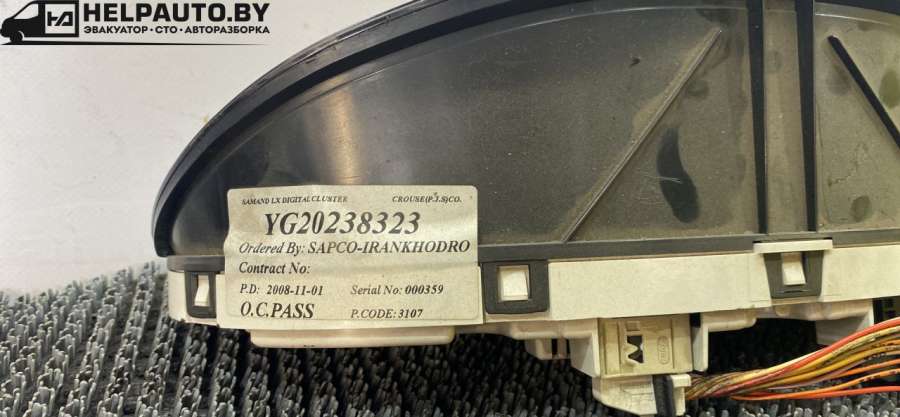 HELPAUTO.BY
ЭВАКУАТОР • СТО • АВТОРАЗБОРКА
SAMAND LX DIGITAL CLUSTER CROUSE(P.T.S)CO.
YG20238323
Ordered By: SAPCO-IRANKHODRO
Contract No:
P.D: 2008-11-01 Serial No: 000359
O.C.PASS P.CODE: 3107